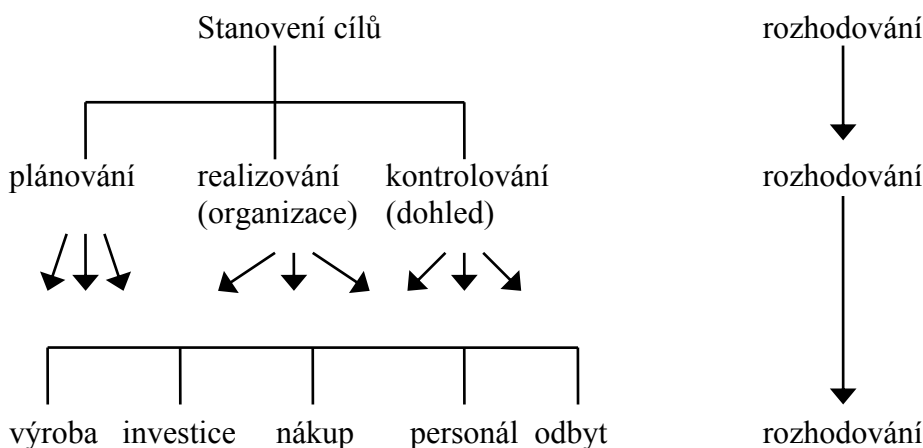 Stanovení cílů rozhodování
plánování realizování kontrolování rozhodování
(organizace) (dohled)
výroba investice nákup personál odbyt rozhodování